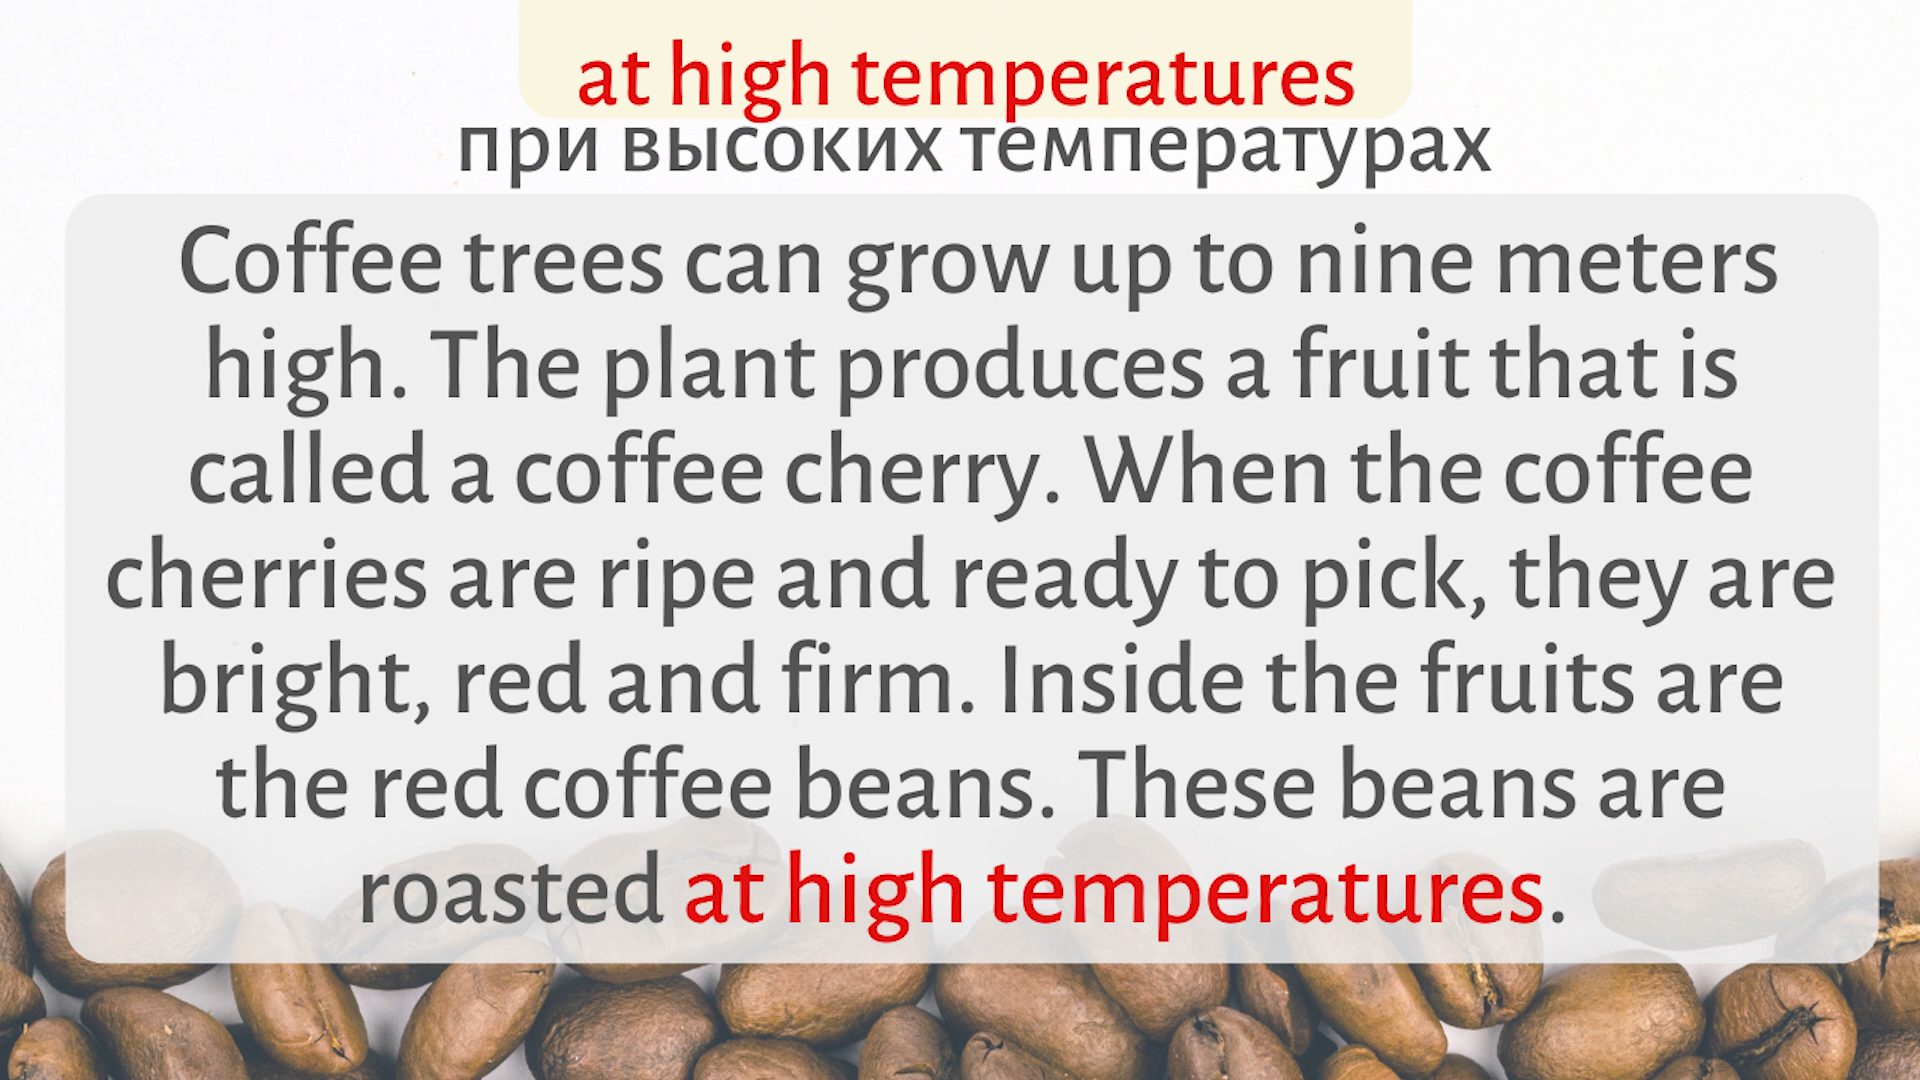 at high temperatures
при высоких температурах
Coffee trees can grow up to nine meters
high. The plant produces a fruit that is
called a coffee cherry. When the coffee
cherries are ripe and ready to pick, they are
bright, red and firm. Inside the fruits are
the red coffee beans. These beans are
roasted at high temperatures.